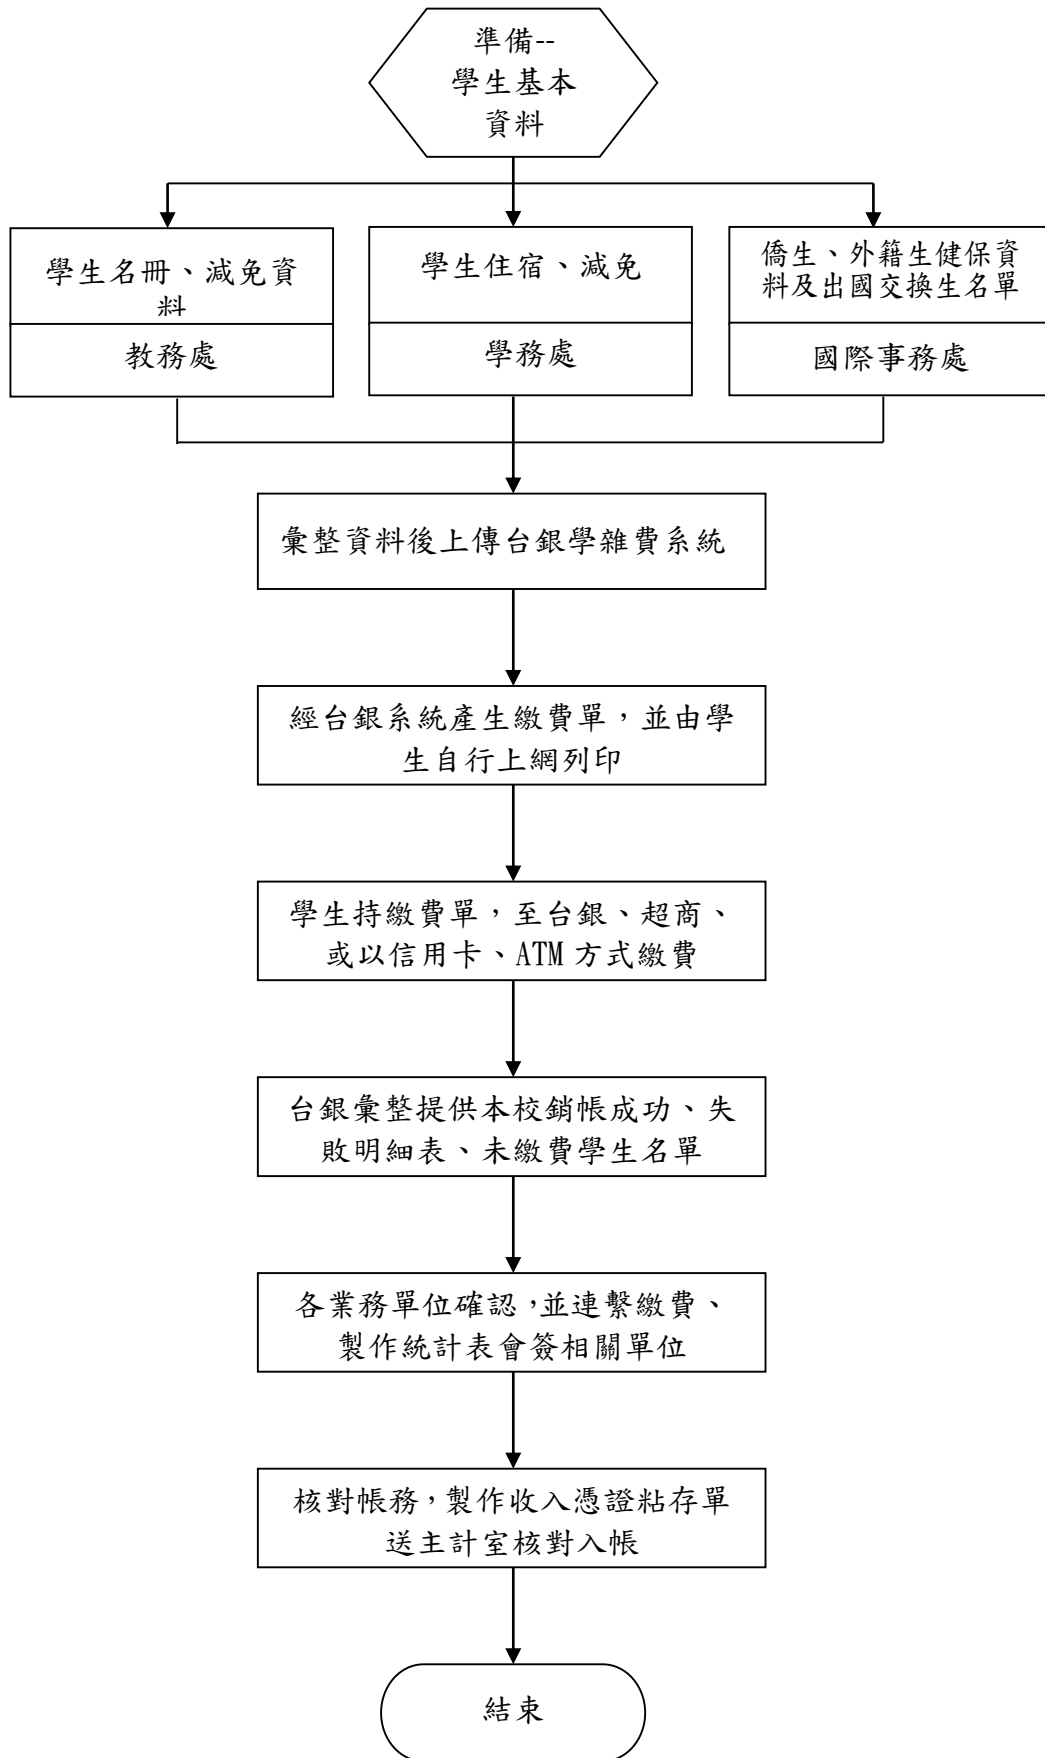 準備--
學生基本
資料
學生名冊、減免資
料
教務處
學生住宿、減免
學務處
僑生、外籍生健保資
料及出國交換生名單
國際事務處
彙整資料後上傳台銀學雜費系統
經台銀系統產生繳費單，並由學
生自行上網列印
學生持繳費單，至台銀、超商、
或以信用卡、ATM 方式繳費
台銀彙整提供本校銷帳成功、失
敗明細表、未繳費學生名單
各業務單位確認，並連繫繳費、
製作統計表會簽相關單位
核對帳務，製作收入憑證粘存單
送主計室核對入帳
結束